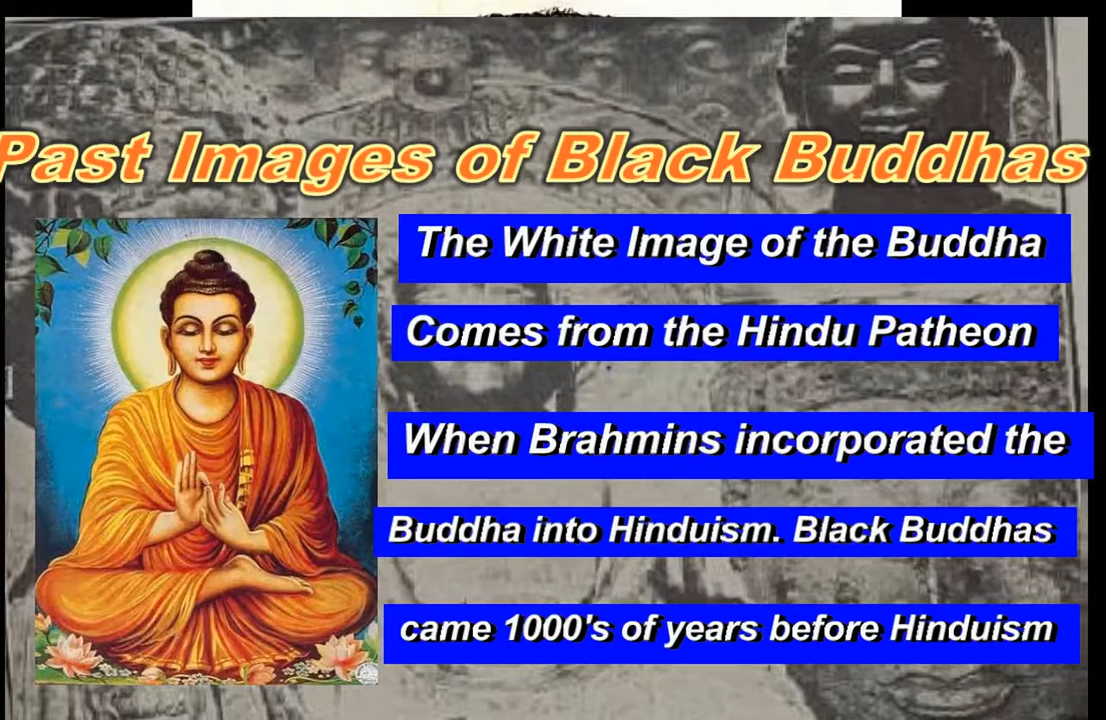 Past Images of Black Buddhas
The White Image of the Buddha
Comes from the Hindu Patheon
When Brahmins incorporated the
Buddha into Hinduism. Black Buddhas
came 1000's of years before Hinduism